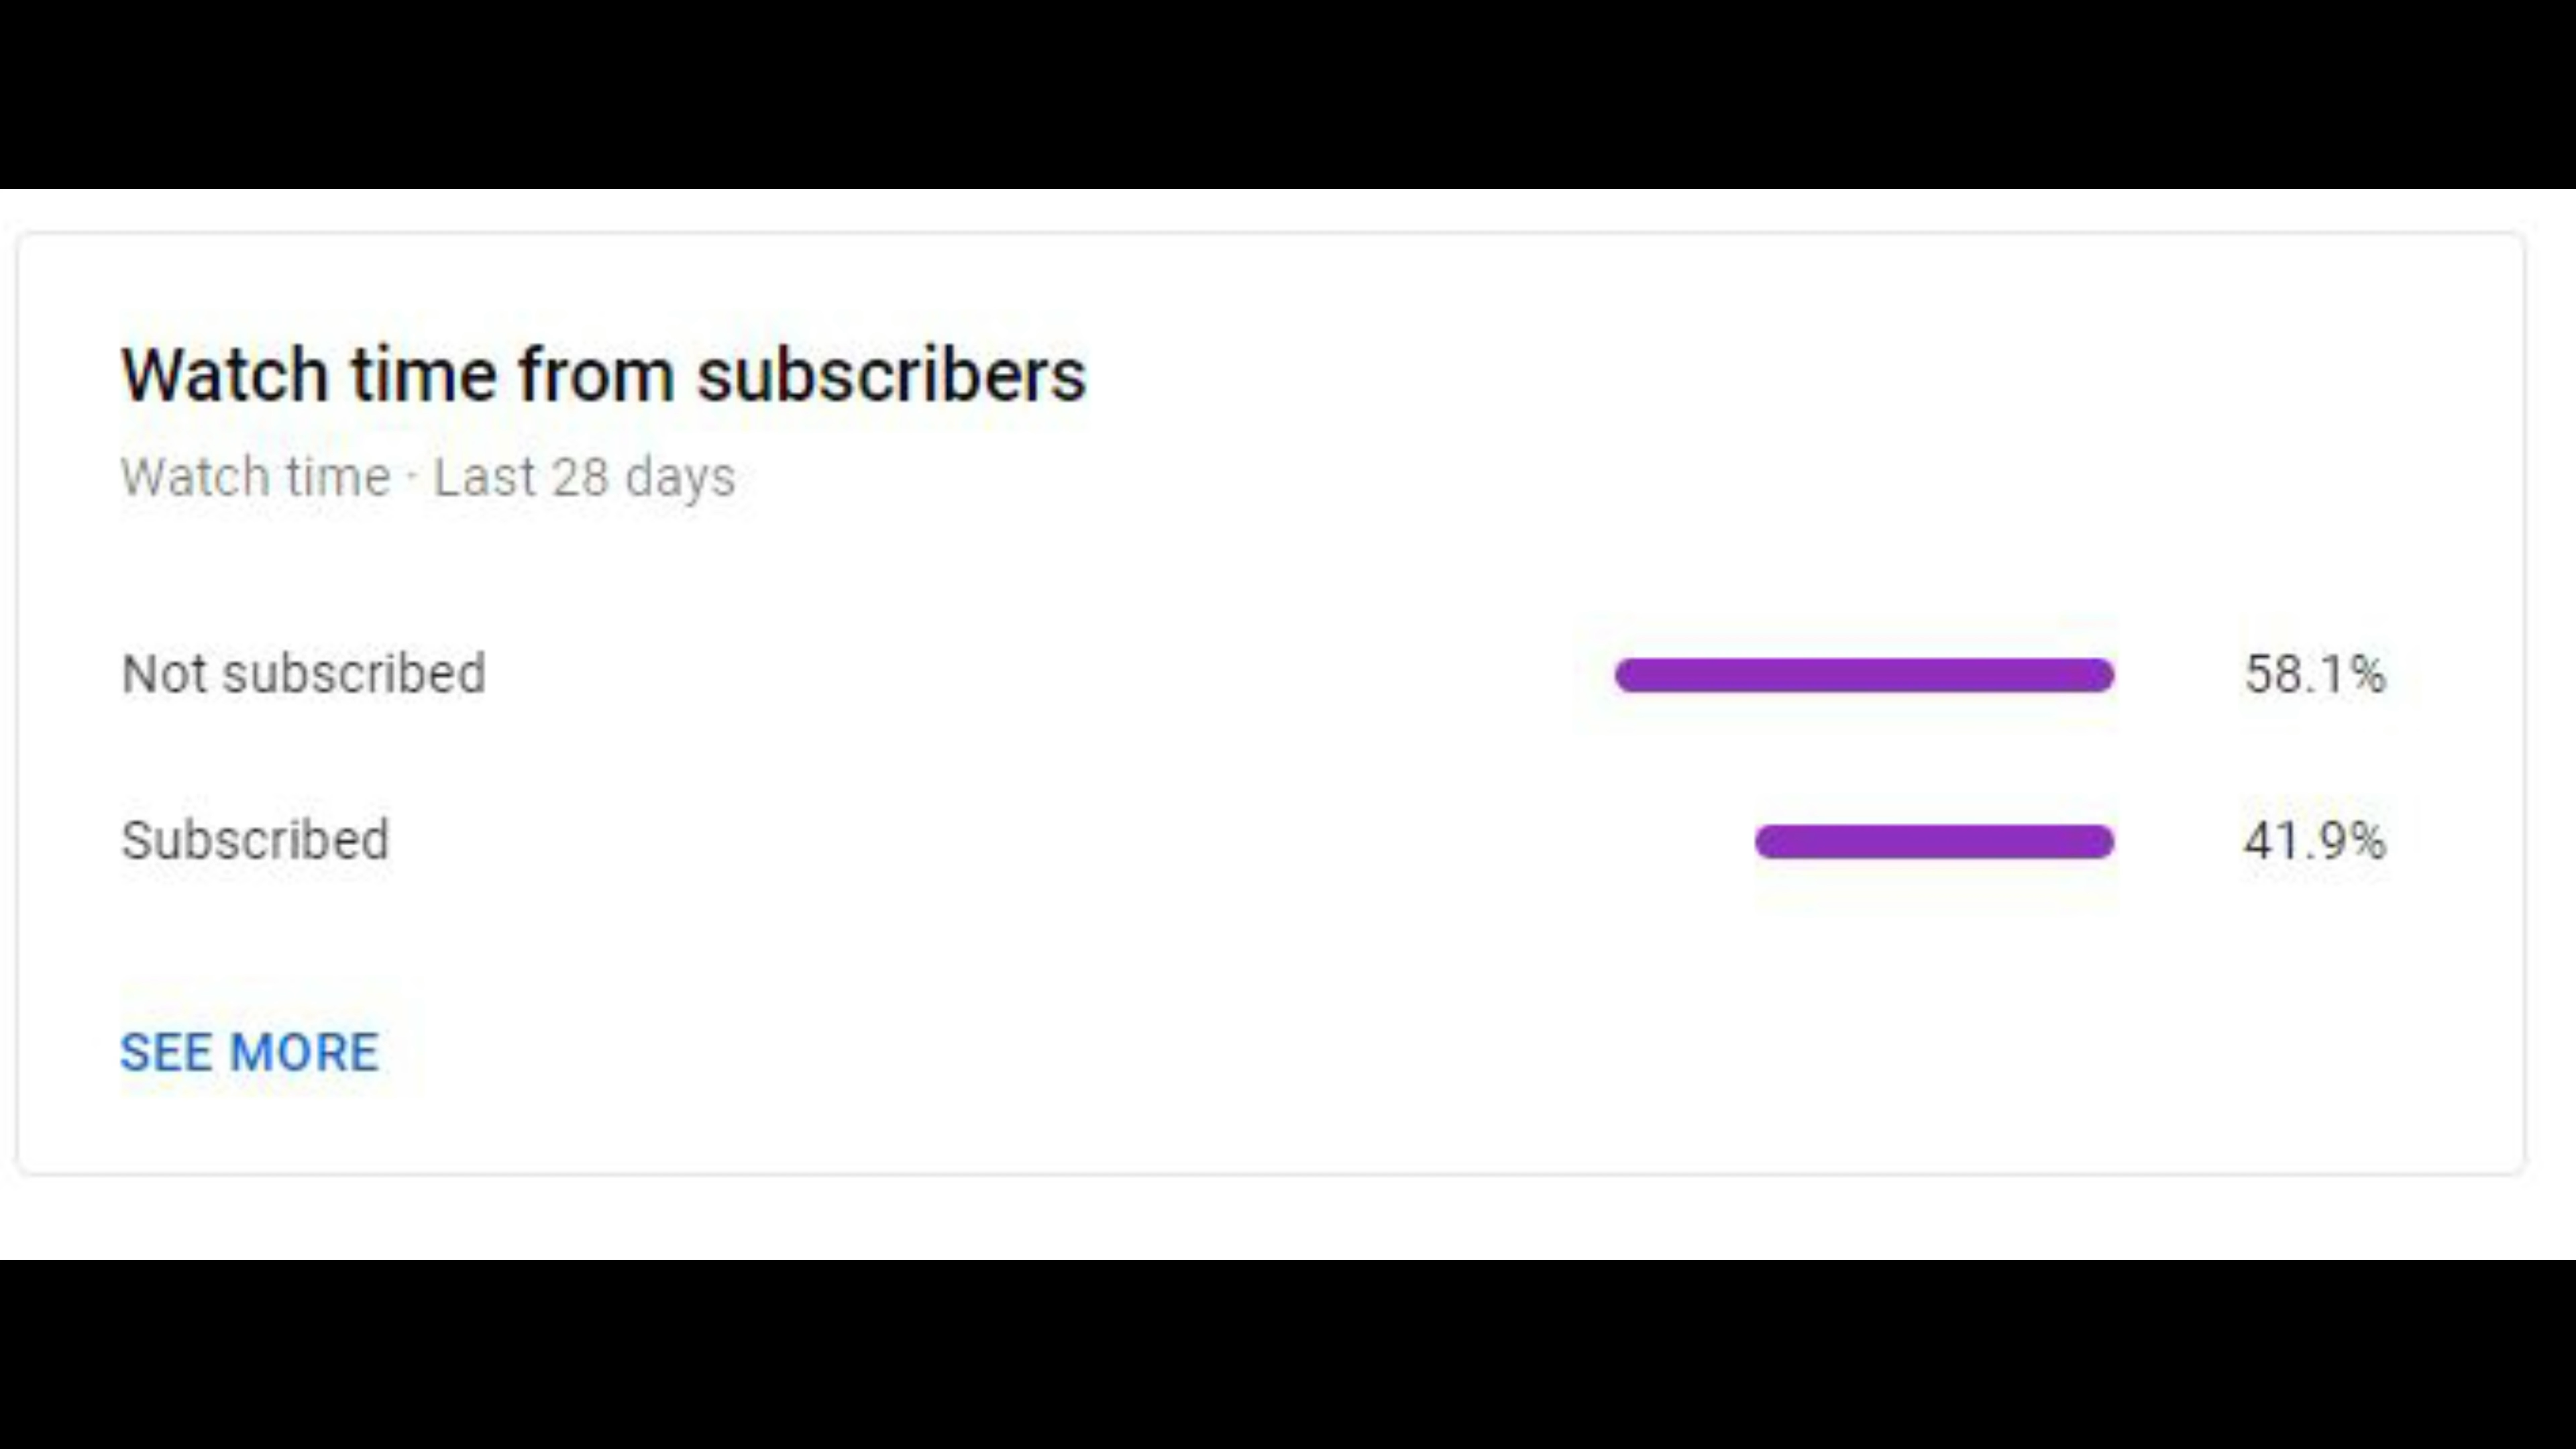 Watch time from subscribers
Watch time · Last 28 days
Not subscribed 58.1%
Subscribed 41.9%
SEE MORE